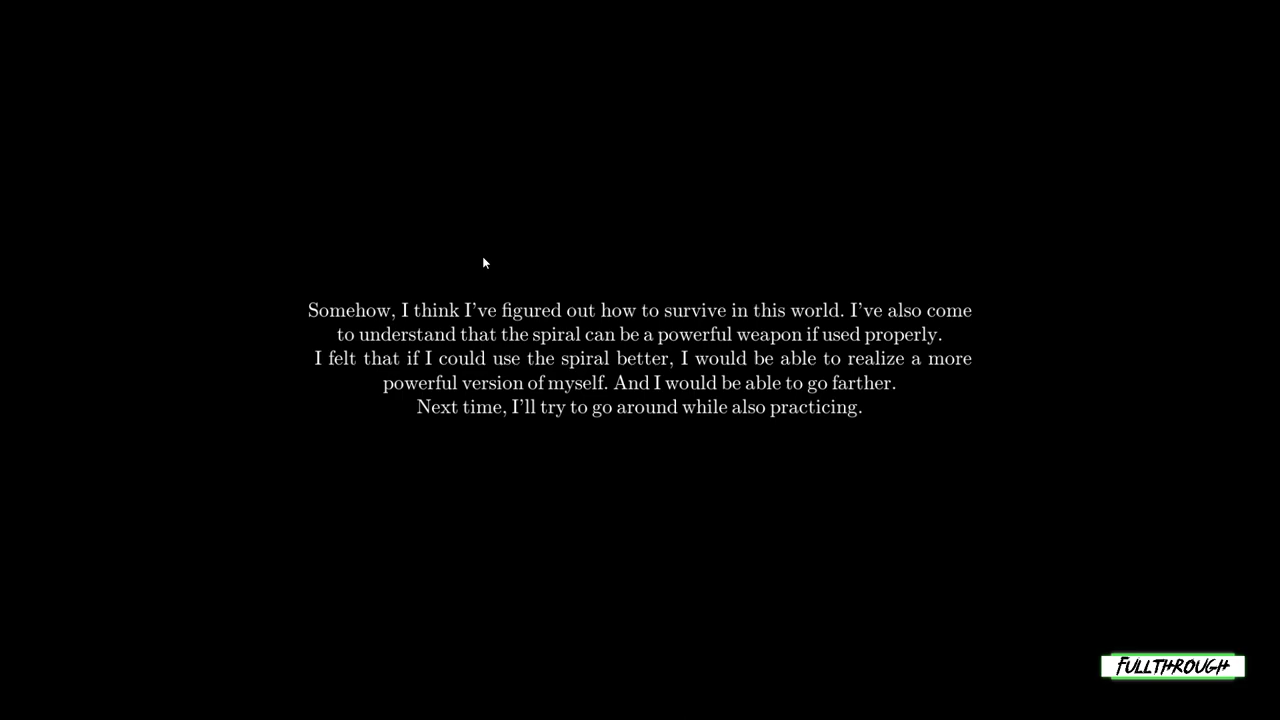 Somehow, I think I've figured out how to survive in this world. I've also come
to understand that the spiral can be a powerful weapon if used properly.
I felt that if I could use the spiral better, I would be able to realize a more
powerful version of myself. And I would be able to go farther.
Next time, I'll try to go around while also practicing.
FULLTHROUGH